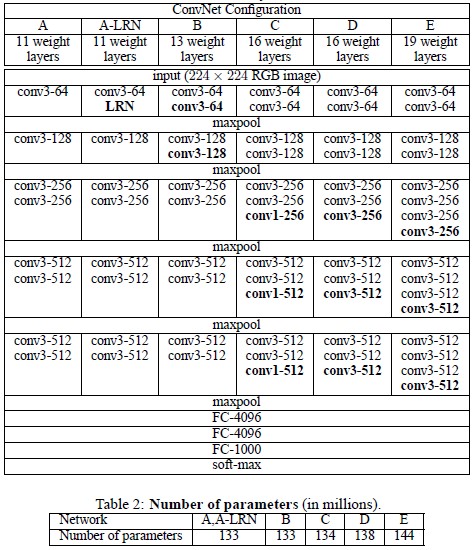 ConvNet Configuration
A A-LRN B C D E
11 weight 11 weight 13 weight 16 weight 16 weight 19 weight
layers layers layers layers layers layers
input (224 × 224 RGB image)
conv3-64 conv3-64 conv3-64 conv3-64 conv3-64 conv3-64
LRN conv3-64 conv3-64 conv3-64 conv3-64
maxpool
conv3-128 conv3-128 conv3-128 conv3-128 conv3-128 conv3-128
conv3-128 conv3-128 conv3-128 conv3-128
maxpool
conv3-256 conv3-256 conv3-256 conv3-256 conv3-256 conv3-256
conv3-256 conv3-256 conv3-256 conv3-256 conv3-256 conv3-256
conv1-256 conv3-256 conv3-256
conv3-256
maxpool
conv3-512 conv3-512 conv3-512 conv3-512 conv3-512 conv3-512
conv3-512 conv3-512 conv3-512 conv3-512 conv3-512 conv3-512
conv1-512 conv3-512 conv3-512
conv3-512
maxpool
conv3-512 conv3-512 conv3-512 conv3-512 conv3-512 conv3-512
conv3-512 conv3-512 conv3-512 conv3-512 conv3-512 conv3-512
conv1-512 conv3-512 conv3-512
conv3-512
maxpool
FC-4096
FC-4096
FC-1000
soft-max
Table 2: Number of parameters (in millions).
Network A,A-LRN B C D E
Number of parameters 133 133 134 138 144